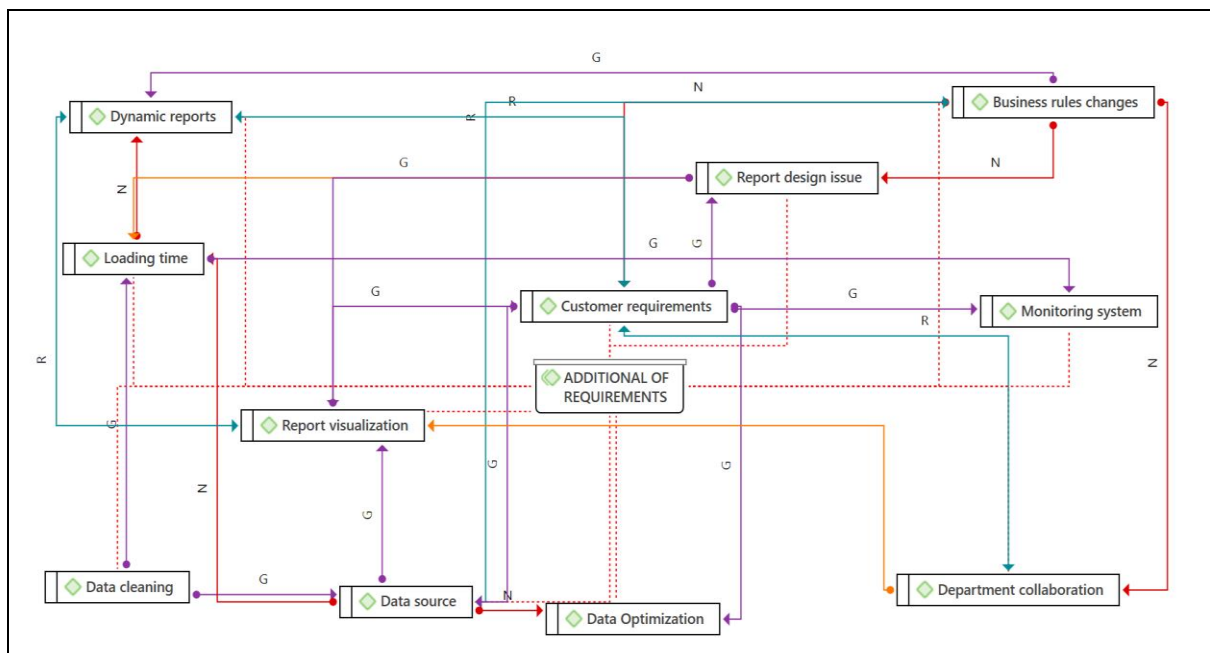 G
N
Business rules changes
R
R
Dynamic reports
G
N
Report design issue
N
G
G
Loading time
G
G
Customer requirements
Monitoring system
R
R
N
ADDITIONAL OF
REQUIREMENTS
G
Report visualization
G
G
N
G
G
Data cleaning
N
Data source
Data Optimization
Department collaboration